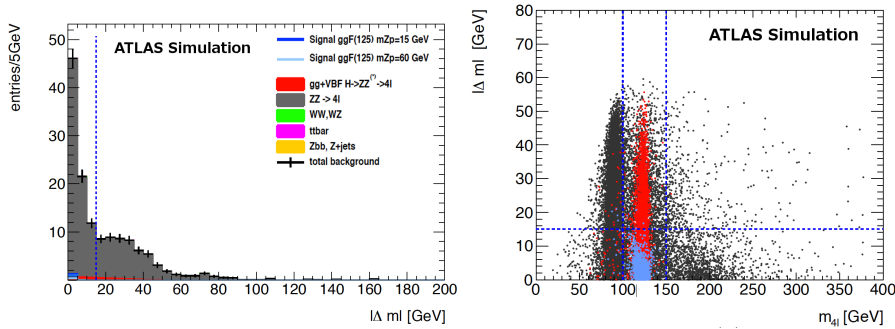 ATLAS Simulation
entries/5GeV
50
40
30
20
10
0 20 40 60 80 100 120 140 160 180 200
|Δ ml| [GeV]
Signal ggF(125) mZp=15 GeV
Signal ggF(125) mZp=60 GeV
gg+VBF H->ZZ(*)->4l
ZZ -> 4l
WW,WZ
ttbar
Zbb, Z+jets
total background
ATLAS Simulation
|Δ ml| [GeV]
80
70
60
50
40
30
20
10
0
0 50 100 150 200 250 300 350 400
m4l [GeV]